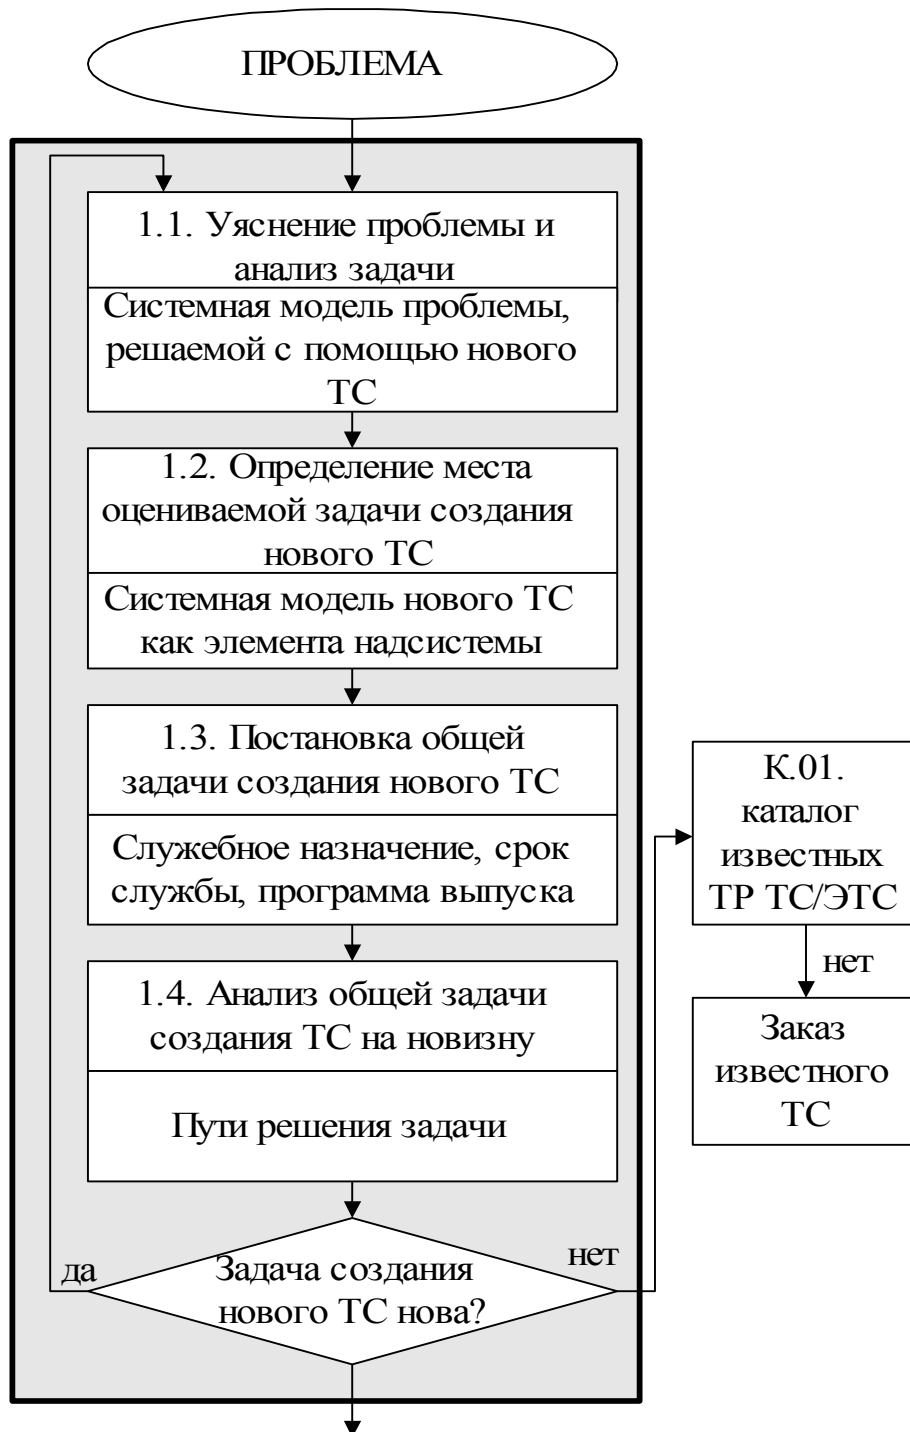 ПРОБЛЕМА
1.1. Уяснение проблемы и
анализ задачи
Системная модель проблемы,
решаемой с помощью нового
ТС
1.2. Определение места
оцениваемой задачи создания
нового ТС
Системная модель нового ТС
как элемента надсистемы
1.3. Постановка общей
задачи создания нового ТС
Служебное назначение, срок
службы, программа выпуска
1.4. Анализ общей задачи
создания ТС на новизну
Пути решения задачи
да
Задача создания
нового ТС нова?
нет
К.01.
каталог
известных
ТР ТС/ЭТС
нет
Заказ
известного
ТС